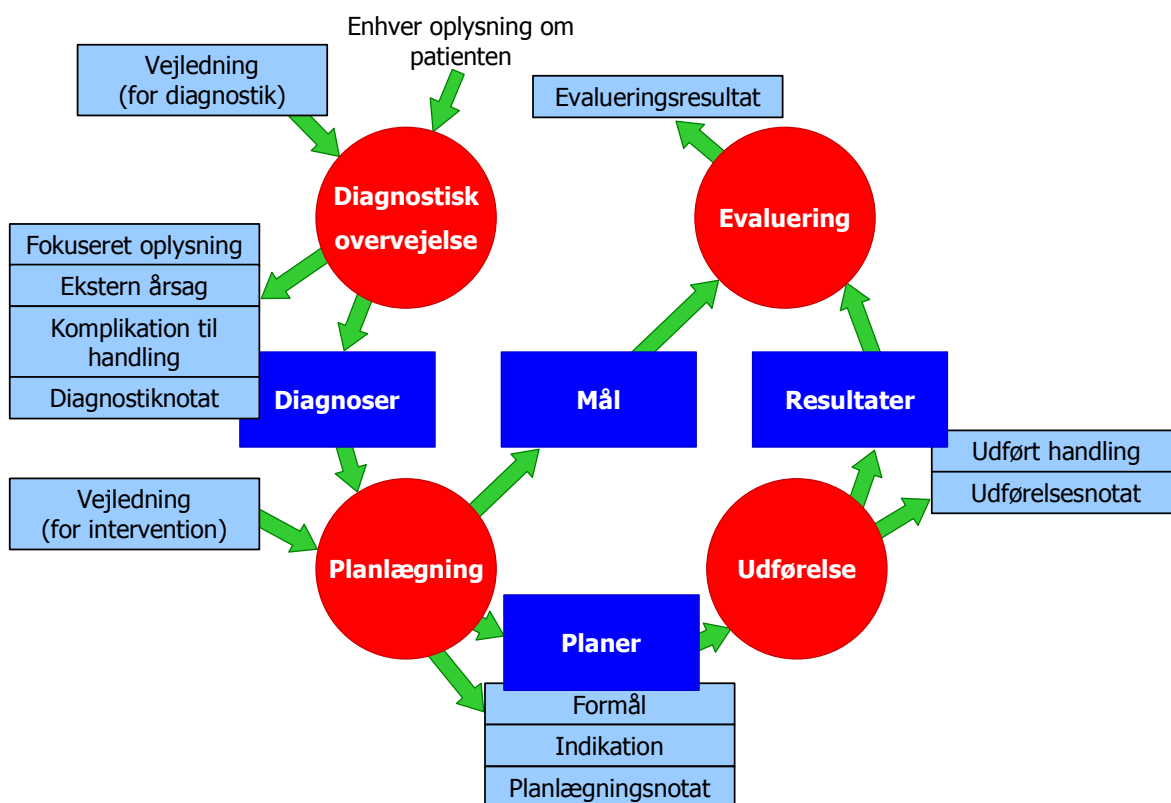 Enhver oplysning om
patienten
Vejledning
(for diagnostik)
Evalueringsresultat
Diagnostisk
overvejelse
Evaluering
Fokuseret oplysning
Ekstern årsag
Komplikation til
handling
Diagnostiknotat
Diagnoser
Mål
Resultater
Udført handling
Udførelsesnotat
Vejledning
(for intervention)
Planlægning
Udførelse
Planer
Formål
Indikation
Planlægningsnotat